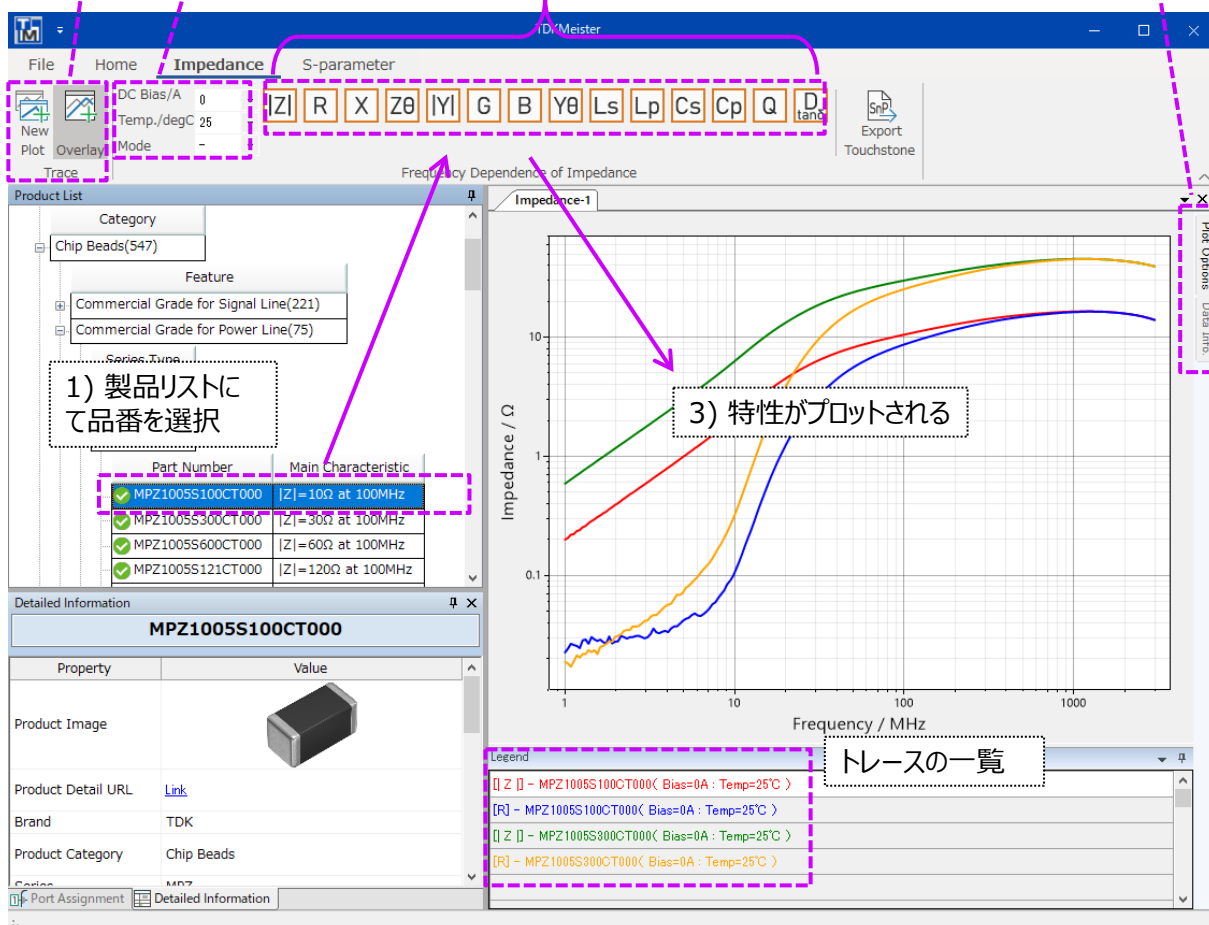 TDKMeister
File Home Impedance S-parameter
DC Bias/A 0
Temp./degC 25
Mode -
New Plot
Overlay
Trace
|Z| R X Zθ |Y| G B Yθ Ls Lp Cs Cp Q D tanδ
Frequency Dependence of Impedance
SnP
Export
Touchstone
Product List
Category
Chip Beads(547)
Feature
Commercial Grade for Signal Line(221)
Commercial Grade for Power Line(75)
Series Type
1) 製品リストに
て品番を選択
Part Number Main Characteristic
MPZ1005S100CT000 |Z|=10Ω at 100MHz
MPZ1005S300CT000 |Z|=30Ω at 100MHz
MPZ1005S600CT000 |Z|=60Ω at 100MHz
MPZ1005S121CT000 |Z|=120Ω at 100MHz
Detailed Information
MPZ1005S100CT000
Property Value
Product Image
Product Detail URL Link
Brand TDK
Product Category Chip Beads
Series MPZ
Port Assignment Detailed Information
Impedance-1
Plot Options
Data Info.
Impedance / Ω
10
1
0.1
3) 特性がプロットされる
1 10 100 1000
Frequency / MHz
トレースの一覧
Legend
[| Z |] - MPZ1005S100CT000( Bias=0A : Temp=25℃ )
[R] - MPZ1005S100CT000( Bias=0A : Temp=25℃ )
[| Z |] - MPZ1005S300CT000( Bias=0A : Temp=25℃ )
[R] - MPZ1005S300CT000( Bias=0A : Temp=25℃ )